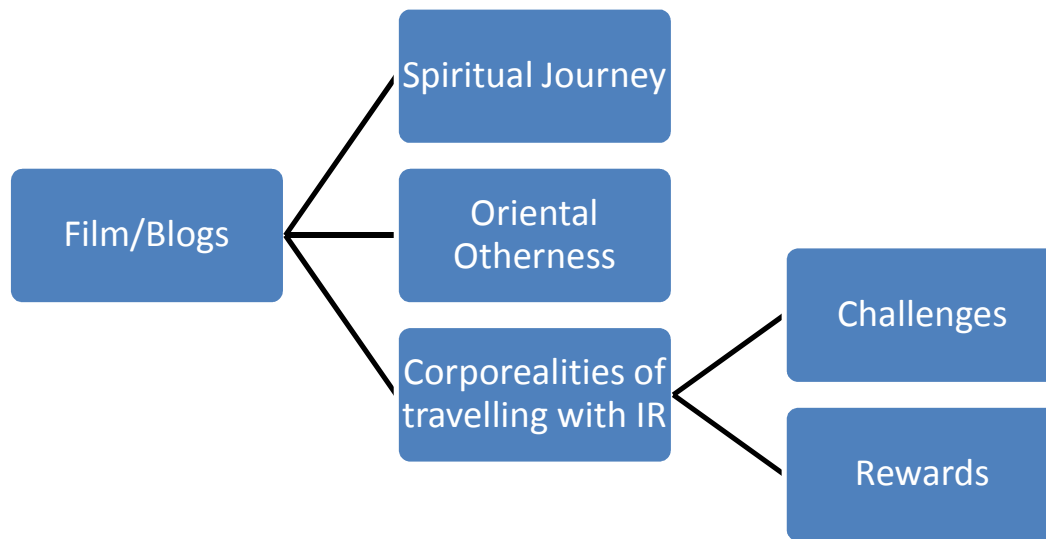 Film/Blogs
Spiritual Journey
Oriental
Otherness
Corporealities of
travelling with IR
Challenges
Rewards